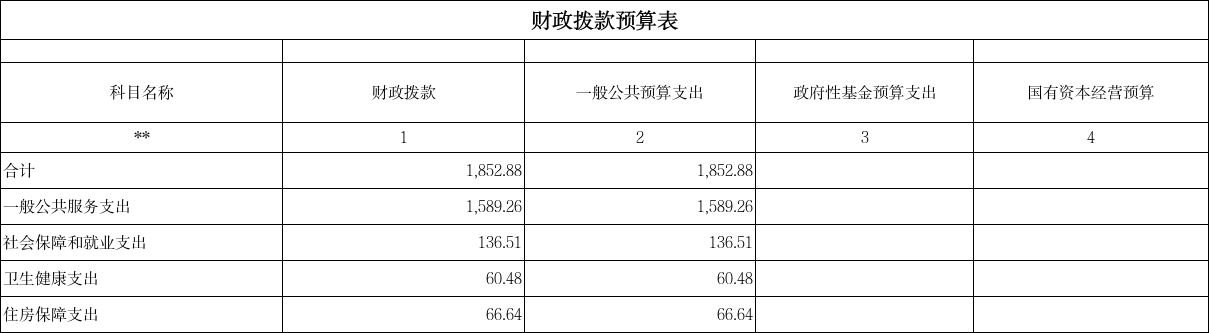 财政拨款预算表
科目名称 财政拨款 一般公共预算支出 政府性基金预算支出 国有资本经营预算
** 1 2 3 4
合计 1,852.88 1,852.88
一般公共服务支出 1,589.26 1,589.26
社会保障和就业支出 136.51 136.51
卫生健康支出 60.48 60.48
住房保障支出 66.64 66.64